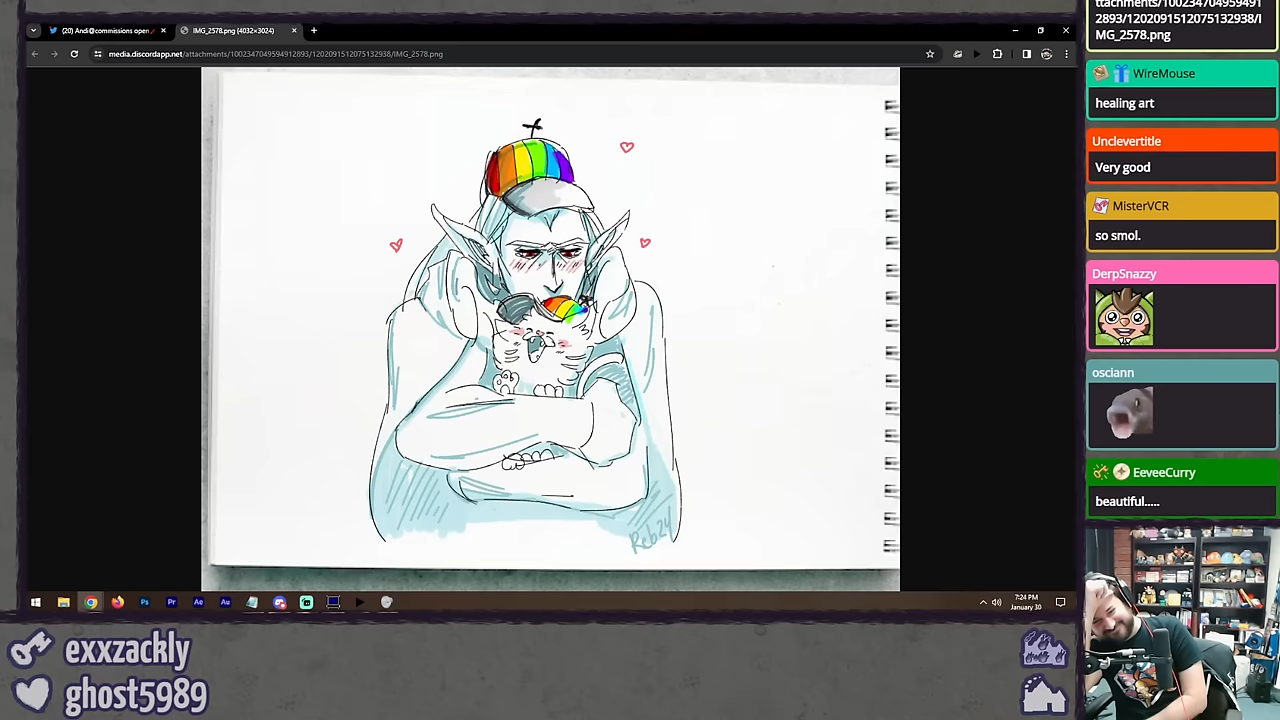 (20) Andi@commissions open
IMG_2578.png (4032×3024)
media.discordapp.net/attachments/1002347049594912893/1202091512075132938/IMG_2578.png
Reb24
7:24 PM
January 30
ttachments/100234704959491
2893/1202091512075132938/I
MG_2578.png
WireMouse
healing art
Unclevertitle
Very good
MisterVCR
so smol.
DerpSnazzy
osciann
EeveeCurry
beautiful.....
exxzackly
ghost5989